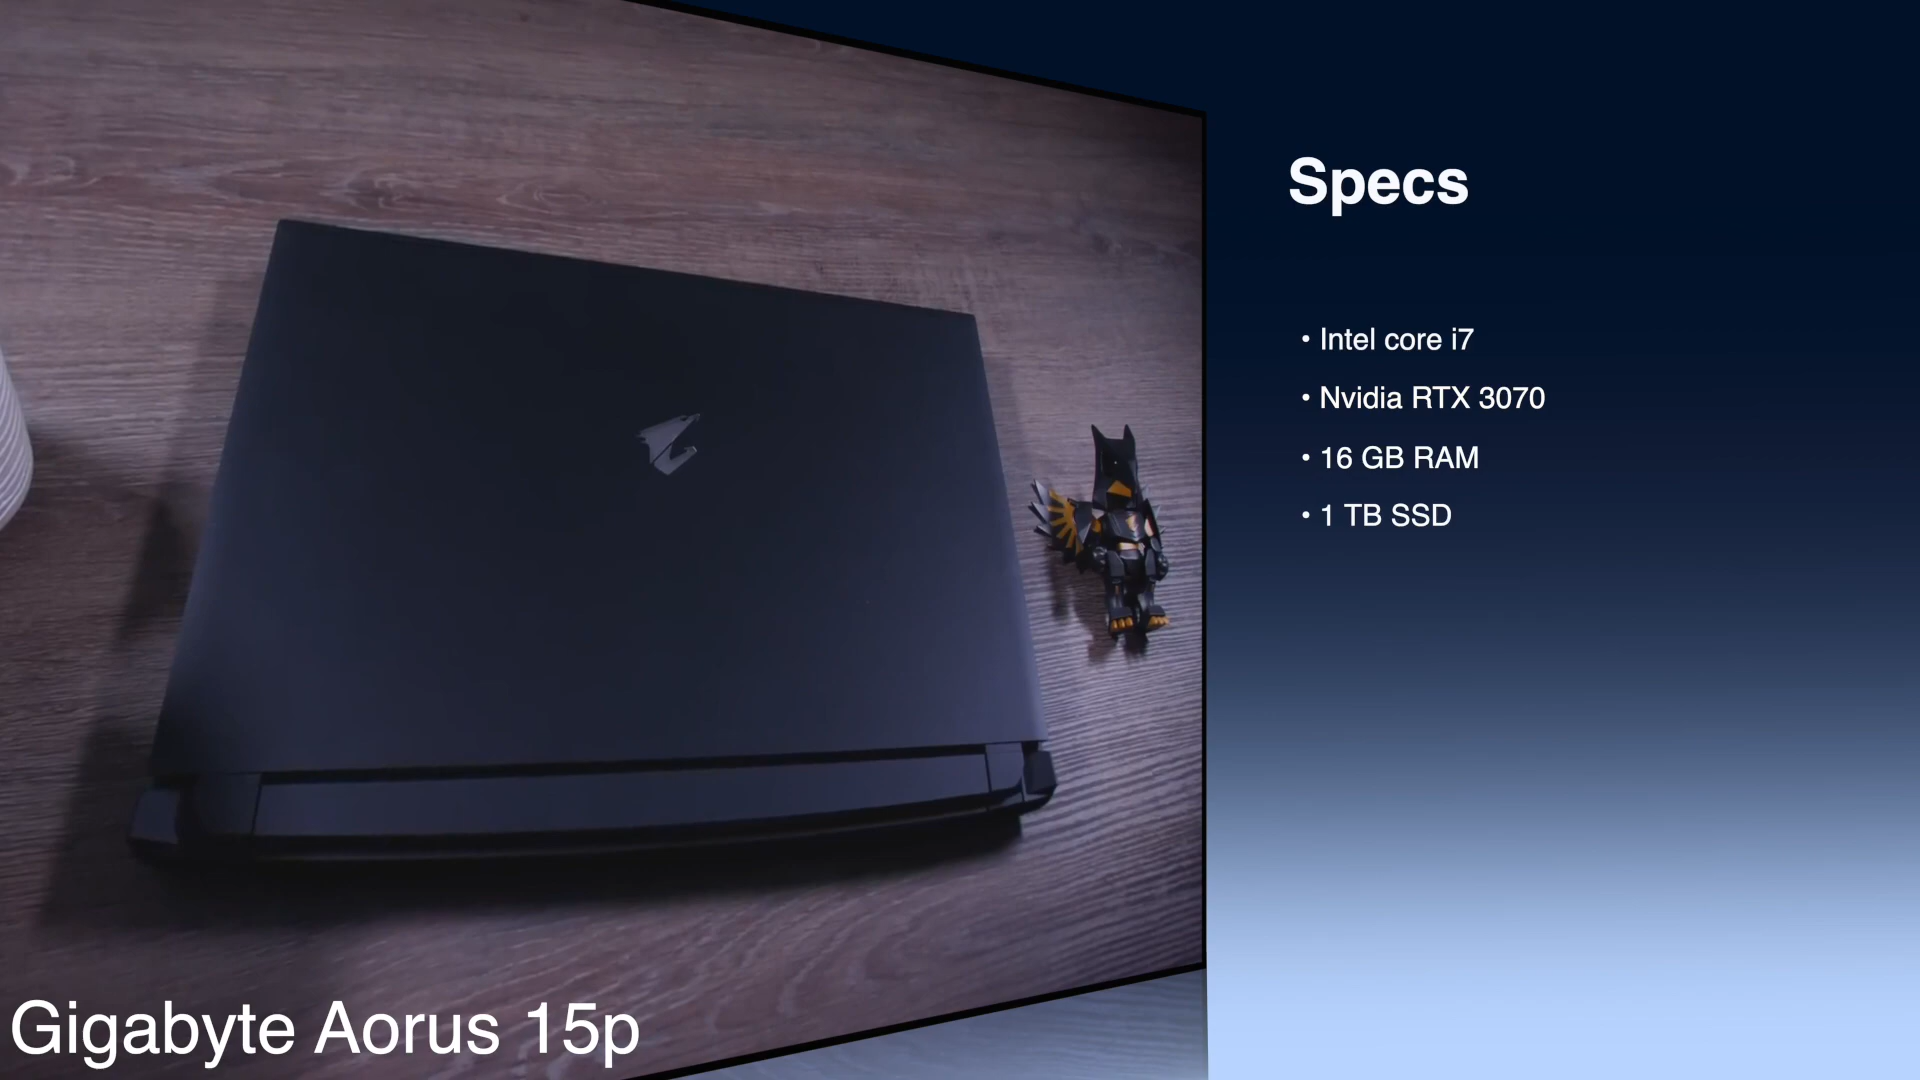 Specs
• Intel core i7
• Nvidia RTX 3070
• 16 GB RAM
• 1 TB SSD
Gigabyte Aorus 15p